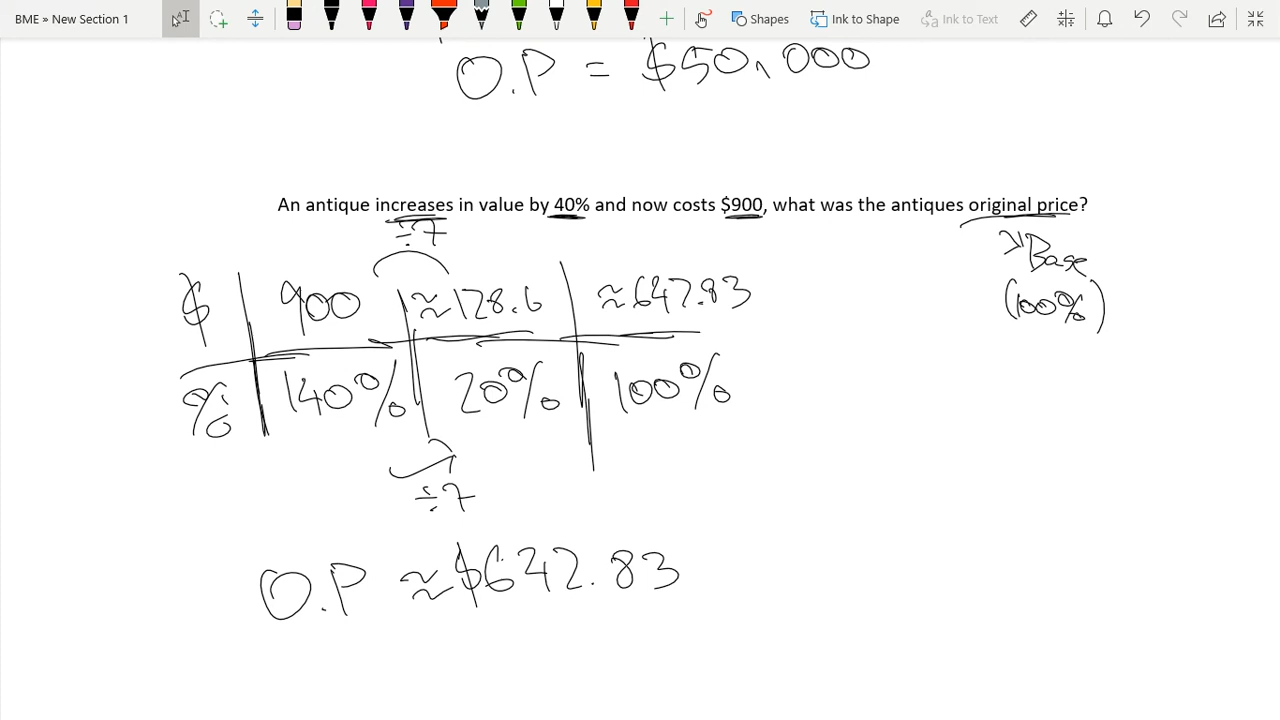 BME » New Section 1 Shapes Ink to Shape Ink to Text
O.P = $50,000
An antique increases in value by 40% and now costs $900, what was the antiques original price?
÷7
Base
(100%)
$ 900 ≈128.6 ≈647.83
% 140% 20% 100%
÷7
O.P ≈$642.83